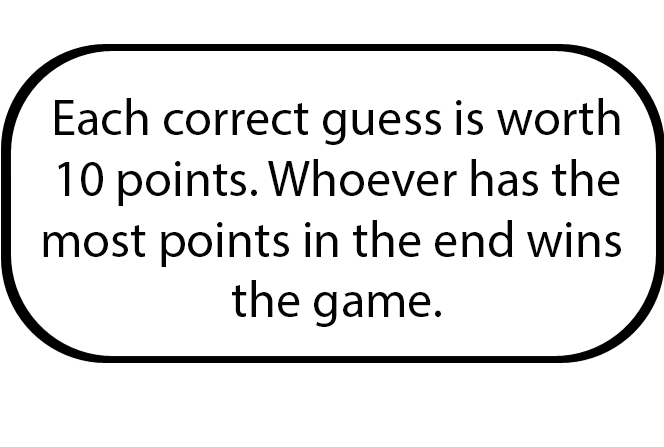 Each correct guess is worth
10 points. Whoever has the
most points in the end wins
the game.